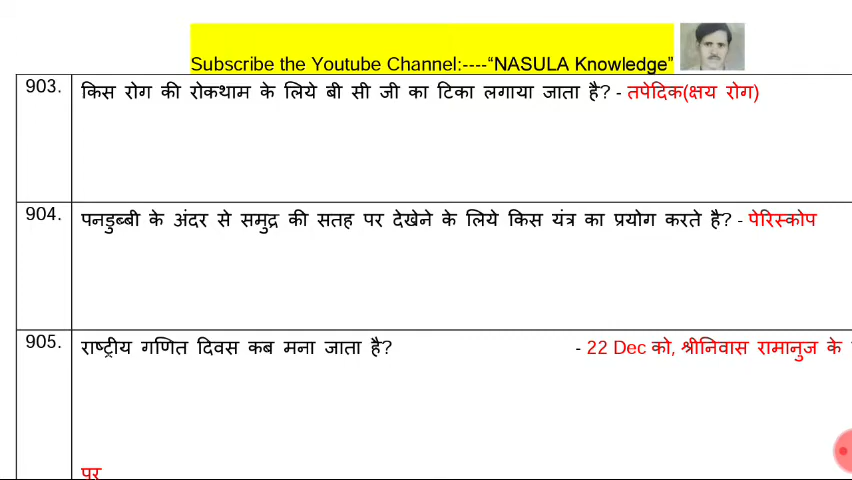 Subscribe the Youtube Channel:----“NASULA Knowledge”
903. किस रोग की रोकथाम के लिये बी सी जी का टिका लगाया जाता है? - तपेदिक(क्षय रोग)
904. पनडुब्बी के अंदर से समुद्र की सतह पर देखेने के लिये किस यंत्र का प्रयोग करते है? - पेरिस्कोप
905. राष्ट्रीय गणित दिवस कब मना जाता है? - 22 Dec को, श्रीनिवास रामानुज के
पर